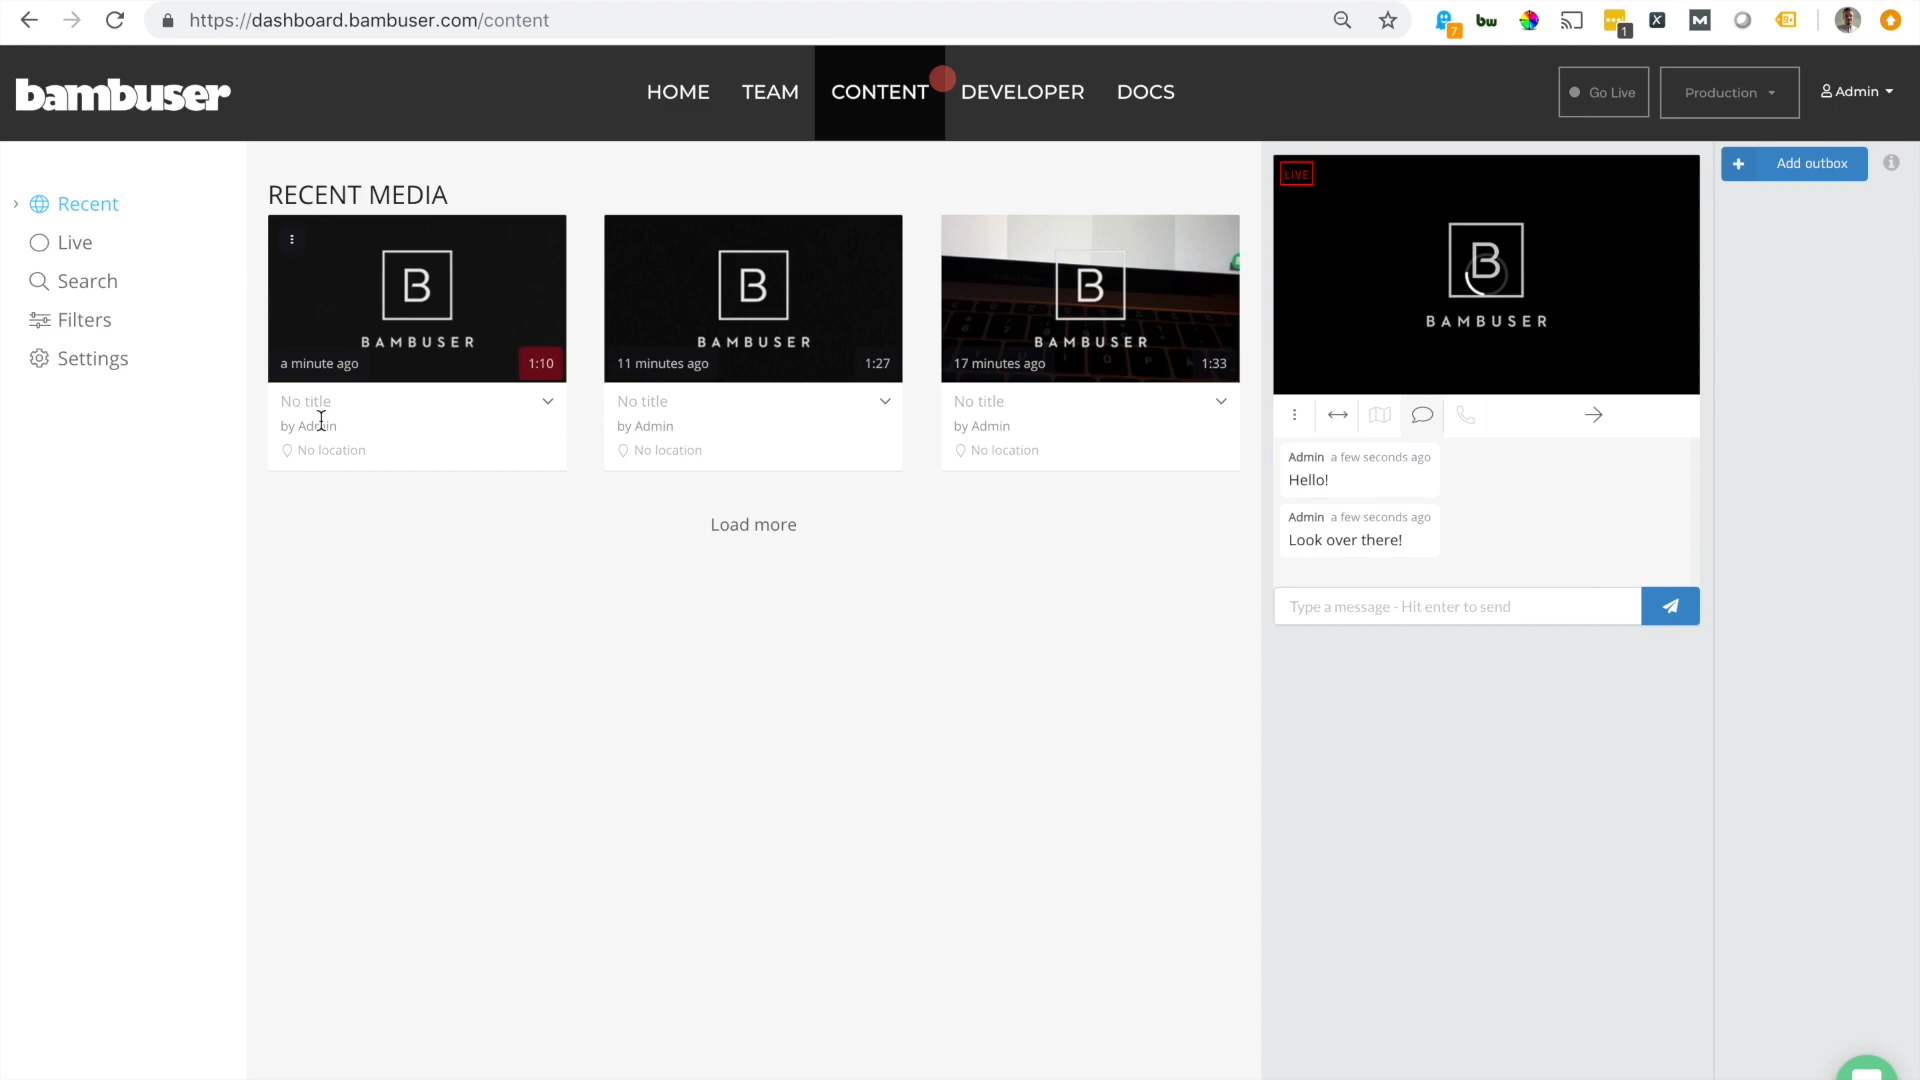 https://dashboard.bambuser.com/content
7
bw
1
X
M
9+
bambuser
HOME
TEAM
CONTENT
DEVELOPER
DOCS
Go Live
Production
Admin
Recent
Live
Search
Filters
Settings
RECENT MEDIA
B
BAMBUSER
a minute ago
1:10
No title
by Admin
No location
B
BAMBUSER
11 minutes ago
1:27
No title
by Admin
No location
B
BAMBUSER
17 minutes ago
1:33
No title
by Admin
No location
Load more
LIVE
B
BAMBUSER
Admin a few seconds ago
Hello!
Admin a few seconds ago
Look over there!
Type a message - Hit enter to send
+ Add outbox